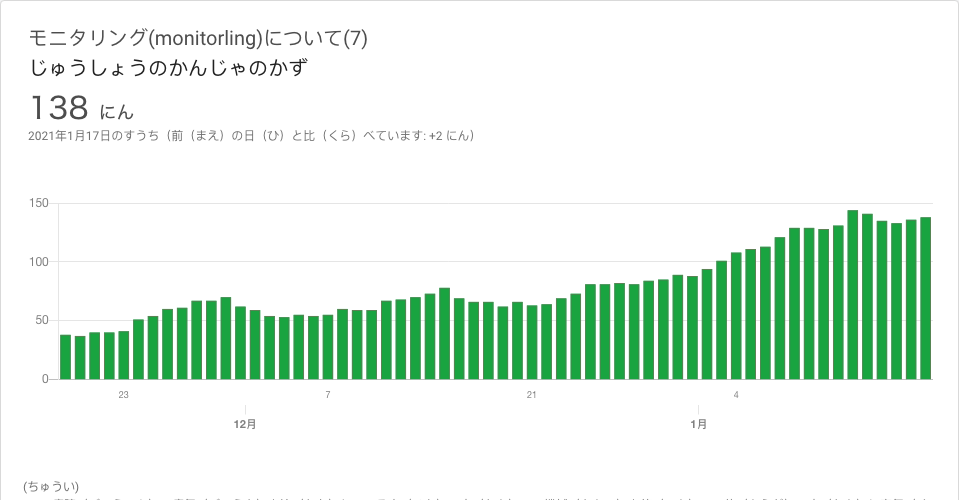 モニタリング(monitorling)について(7)
じゅうしょうのかんじゃのかず
138 にん
2021年1月17日のすうち（前（まえ）の日（ひ）と比（くら）べています: +2 にん）
150
100
50
0
23 7 21 4
12月 1月
(ちゅうい)